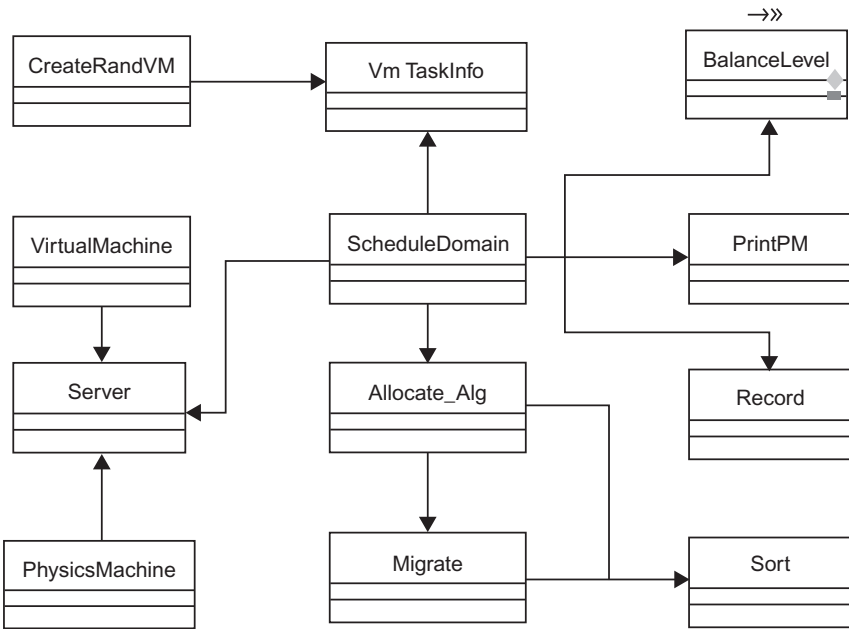 CreateRandVM
Vm TaskInfo
BalanceLevel
VirtualMachine
ScheduleDomain
PrintPM
Server
Allocate_Alg
Record
PhysicsMachine
Migrate
Sort